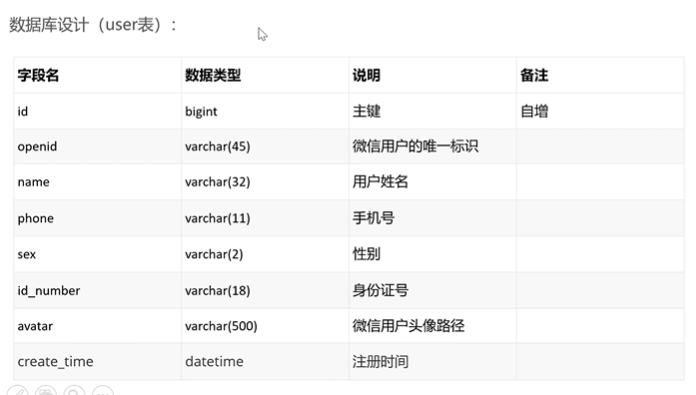 数据库设计（user表）：
字段名 数据类型 说明 备注
id bigint 主键 自增
openid varchar(45) 微信用户的唯一标识
name varchar(32) 用户姓名
phone varchar(11) 手机号
sex varchar(2) 性别
id_number varchar(18) 身份证号
avatar varchar(500) 微信用户头像路径
create_time datetime 注册时间